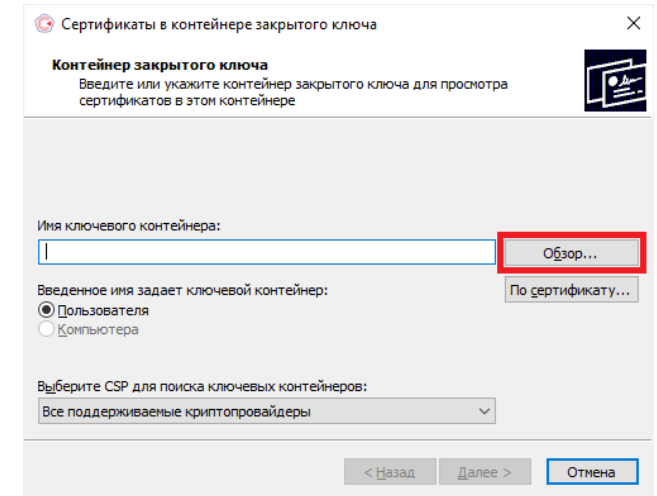 Сертификаты в контейнере закрытого ключа
Контейнер закрытого ключа
Введите или укажите контейнер закрытого ключа для просмотра
сертификатов в этом контейнере
Имя ключевого контейнера:
Обзор...
Введенное имя задает ключевой контейнер:
По сертификату...
Пользователя
Компьютера
Выберите CSP для поиска ключевых контейнеров:
Все поддерживаемые криптопровайдеры
< Назад
Далее >
Отмена